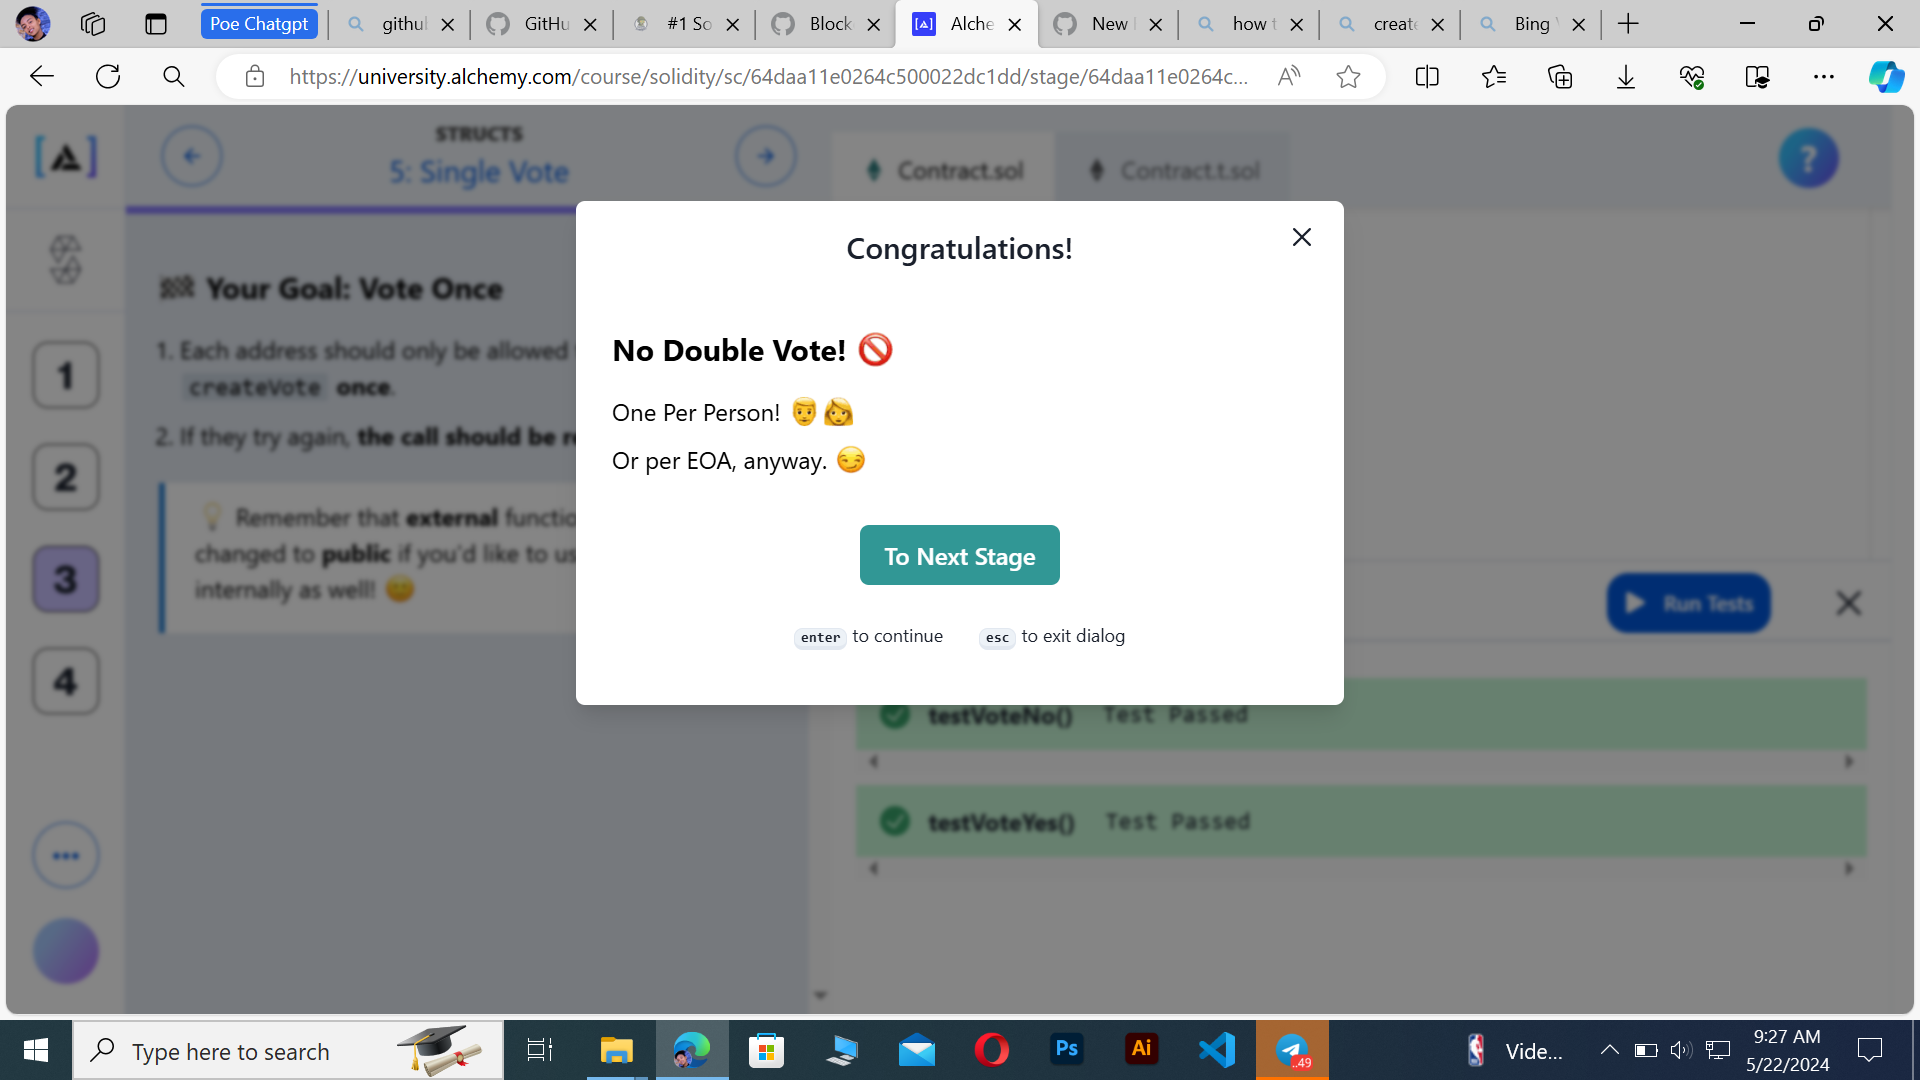 Poe Chatgpt
githul
GitHu
#1 So
Block
Alche
New
how t
create
Bing
https://university.alchemy.com/course/solidity/sc/64daa11e0264c500022dc1dd/stage/64daa11e0264c...
STRUCTS
5: Single Vote
Contract.sol
Contract.t.sol
?
Your Goal: Vote Once
1. Each address should only be allowed
createVote once.
2. If they try again, the call should be re
Remember that external functio
changed to public if you'd like to us
internally as well!
1
2
3
4
Congratulations!
No Double Vote! 🚫
One Per Person! 👨👩
Or per EOA, anyway. 😏
To Next Stage
enter to continue
esc to exit dialog
Run Tests
testVoteNo() Test Passed
testVoteYes() Test Passed
Type here to search
Ps
Ai
..49
Vide...
9:27 AM
5/22/2024